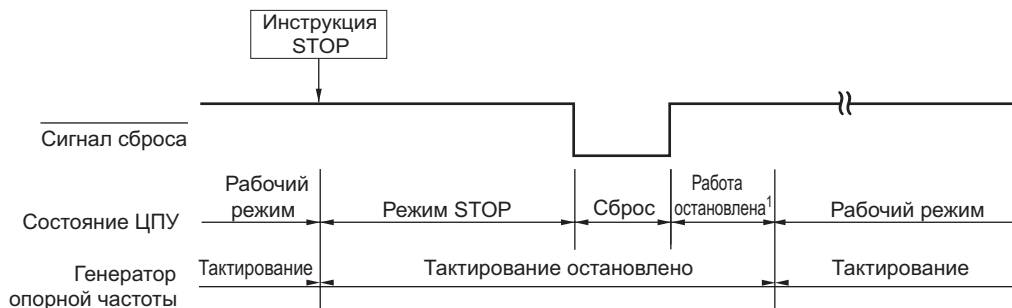 Инструкция
STOP
Сигнал сброса
Состояние ЦПУ
Рабочий
режим
Режим STOP
Сброс
Работа
остановлена¹
Рабочий режим
Генератор
опорной частоты
Тактирование
Тактирование остановлено
Тактирование